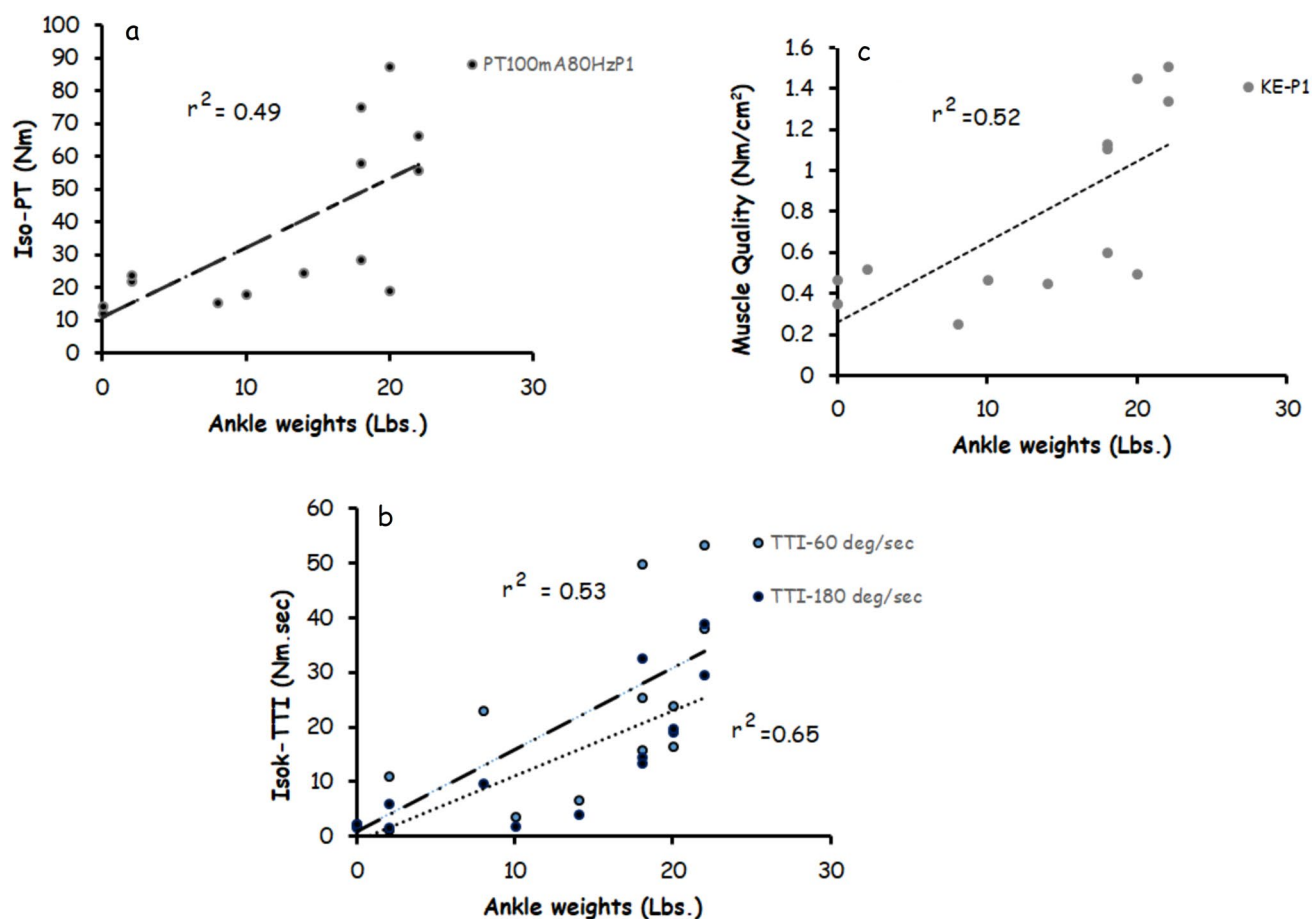 a
100
90
80
70
60
50
40
30
20
10
0
Iso-PT (Nm)
r² = 0.49
PT100mA80HzP1
0 10 20 30
Ankle weights (Lbs.)
c
1.6
1.4
1.2
1
0.8
0.6
0.4
0.2
0
Muscle Quality (Nm/cm²)
r²=0.52
KE-P1
0 10 20 30
Ankle weights (Lbs.)
b
60
50
40
30
20
10
0
Isok-TTI (Nm.sec)
r² = 0.53
TTI-60 deg/sec
TTI-180 deg/sec
r²=0.65
0 10 20 30
Ankle weights (Lbs.)